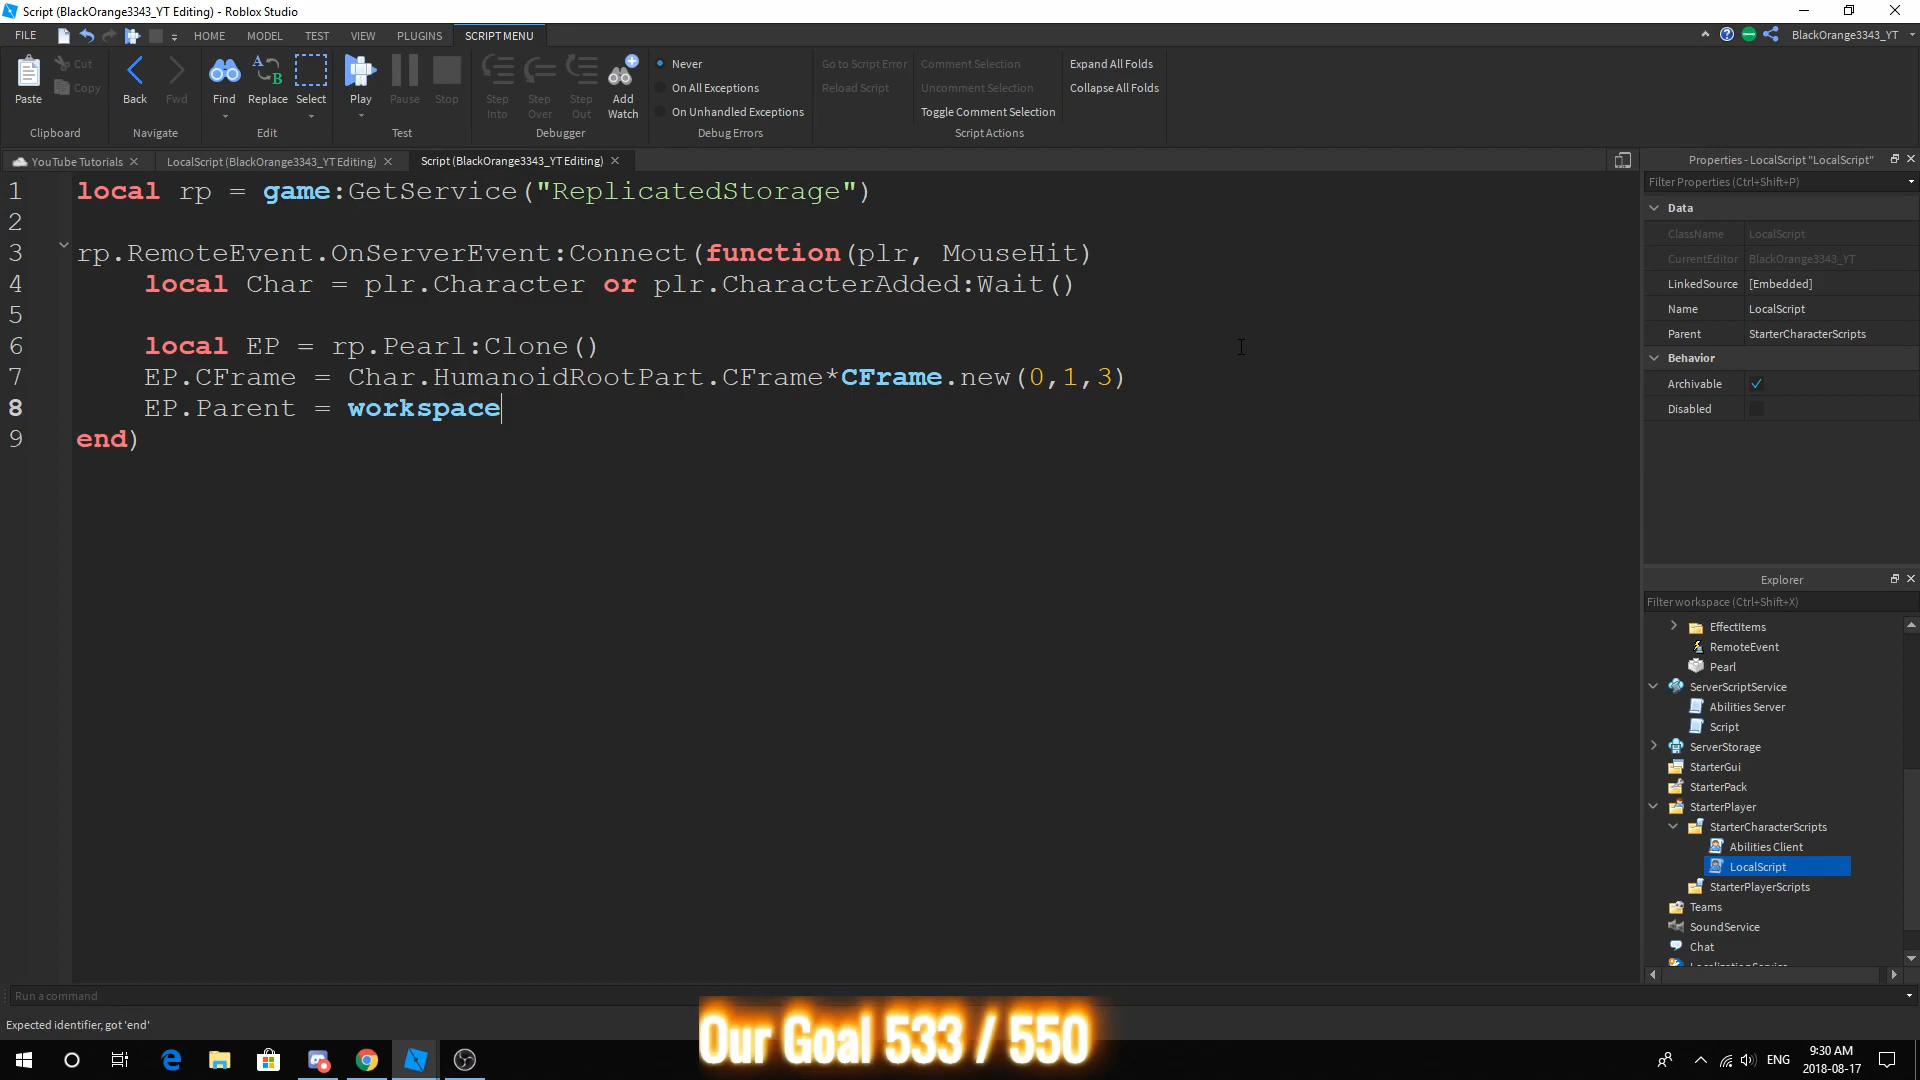 Script (BlackOrange3343_YT Editing) - Roblox Studio
FILE HOME MODEL TEST VIEW PLUGINS SCRIPT MENU BlackOrange3343_YT
Paste Cut Copy Back Fwd Find Replace Select Play Pause Stop Step Into Step Over Step Out Add Watch
Never
On All Exceptions
On Unhandled Exceptions
Go to Script Error
Reload Script
Comment Selection
Uncomment Selection
Toggle Comment Selection
Expand All Folds
Collapse All Folds
Clipboard Navigate Edit Test Debugger Debug Errors Script Actions
YouTube Tutorials LocalScript (BlackOrange3343_YT Editing) Script (BlackOrange3343_YT Editing)
1 local rp = game:GetService("ReplicatedStorage")
2
3 rp.RemoteEvent.OnServerEvent:Connect(function(plr, MouseHit)
4 local Char = plr.Character or plr.CharacterAdded:Wait()
5
6 local EP = rp.Pearl:Clone()
7 EP.CFrame = Char.HumanoidRootPart.CFrame*CFrame.new(0,1,3)
8 EP.Parent = workspace
9 end)
Properties - LocalScript "LocalScript"
Filter Properties (Ctrl+Shift+P)
Data
ClassName LocalScript
CurrentEditor BlackOrange3343_YT
LinkedSource [Embedded]
Name LocalScript
Parent StarterCharacterScripts
Behavior
Archivable
Disabled
Explorer
Filter workspace (Ctrl+Shift+X)
EffectItems
RemoteEvent
Pearl
ServerScriptService
Abilities Server
Script
ServerStorage
StarterGui
StarterPack
StarterPlayer
StarterCharacterScripts
Abilities Client
LocalScript
StarterPlayerScripts
Teams
SoundService
Chat
Run a command
Expected identifier, got 'end'
Our Goal 533 / 550
ENG
9:30 AM
2018-08-17